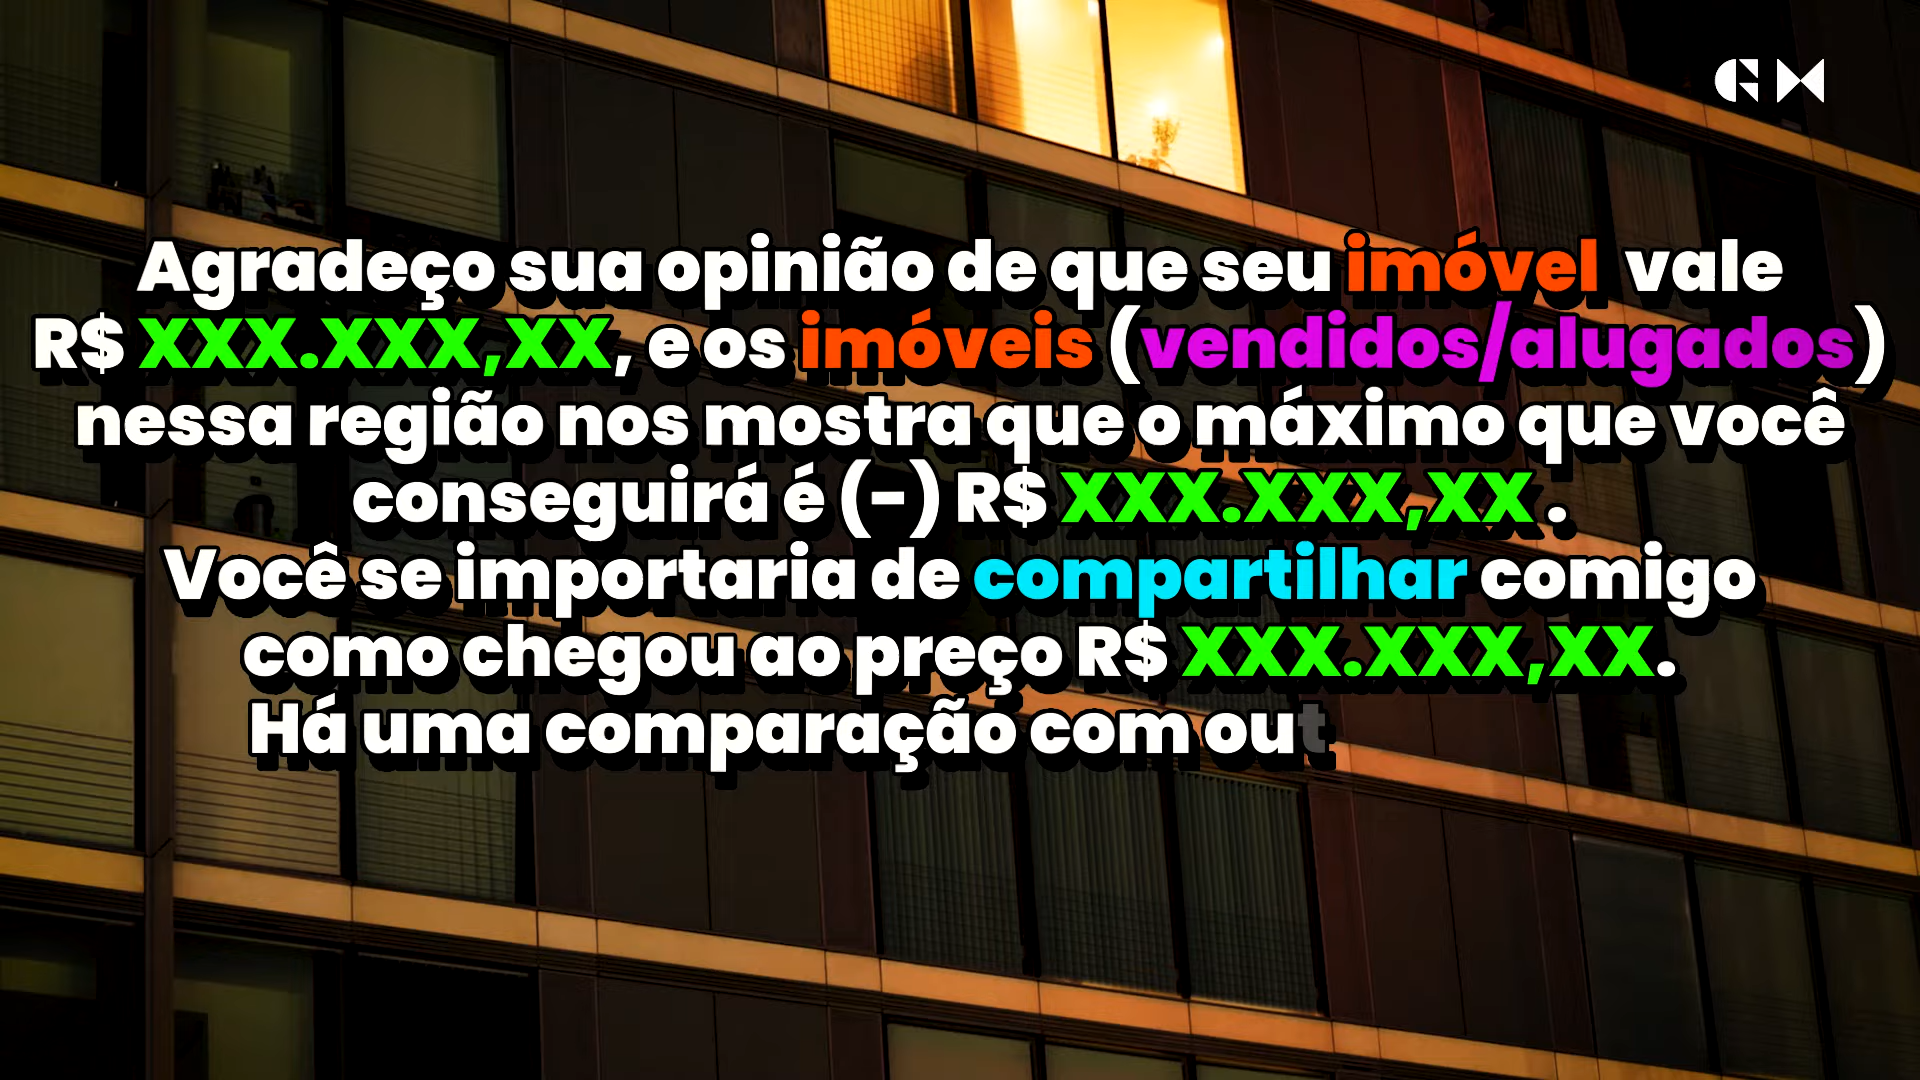 GM
Agradeço sua opinião de que seu imóvel vale
R$ XXX.XXX,XX, e os imóveis (vendidos/alugados)
nessa região nos mostra que o máximo que você
conseguirá é (-) R$ XXX.XXX,XX .
Você se importaria de compartilhar comigo
como chegou ao preço R$ XXX.XXX,XX.
Há uma comparação com out